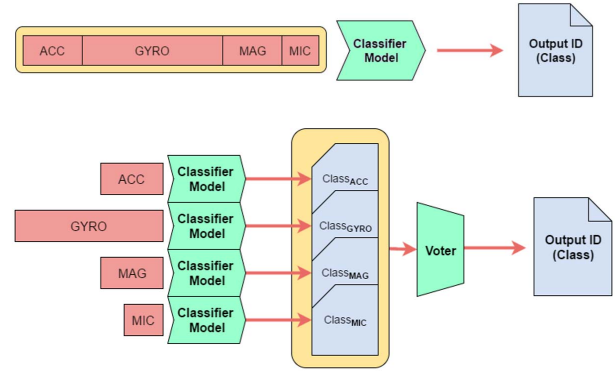 ACC GYRO MAG MIC
Classifier
Model
Output ID
(Class)
ACC
Classifier
Model
ClassACC
GYRO
Classifier
Model
ClassGYRO
Voter
Output ID
(Class)
MAG
Classifier
Model
ClassMAG
MIC
Classifier
Model
ClassMIC